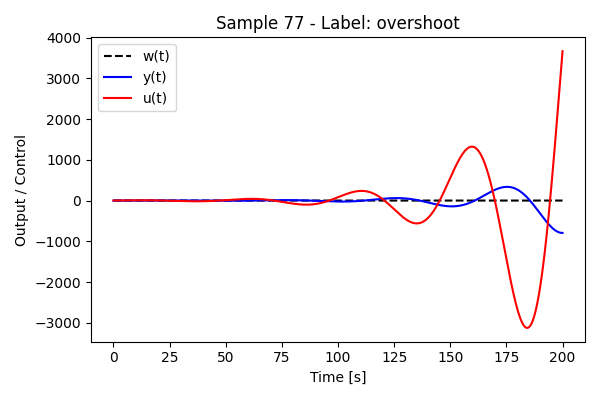 Sample 77 - Label: overshoot
w(t)
y(t)
u(t)
Output / Control
4000
3000
2000
1000
0
−1000
−2000
−3000
0 25 50 75 100 125 150 175 200
Time [s]